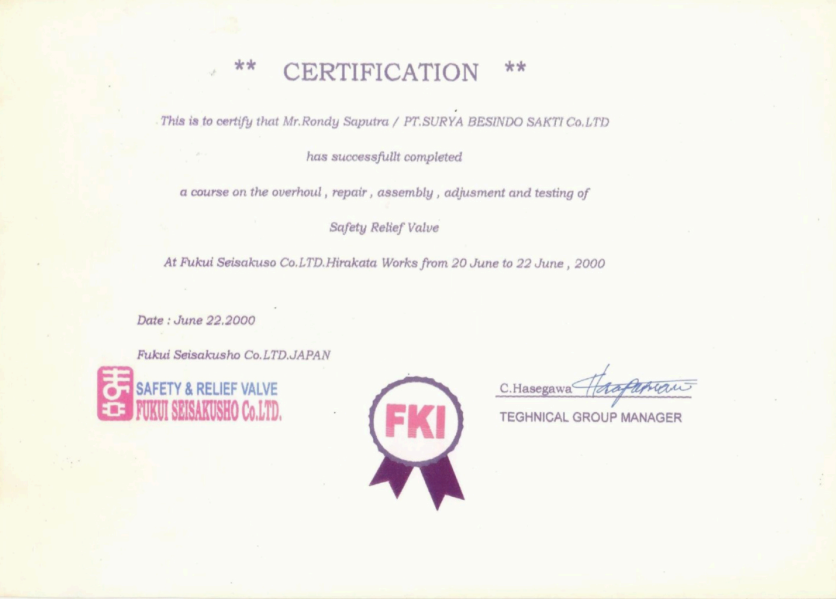 ** CERTIFICATION **
This is to certify that Mr.Rondy Saputra / PT.SURYA BESINDO SAKTI Co.LTD
has successfullt completed
a course on the overhoul , repair , assembly , adjusment and testing of
Safety Relief Valve
At Fukui Seisakuso Co.LTD.Hirakata Works from 20 June to 22 June , 2000
Date : June 22.2000
Fukui Seisakusho Co.LTD.JAPAN
SAFETY & RELIEF VALVE
FUKUI SEISAKUSHO Co.LTD.
FKI
C.Hasegawa
TEGHNICAL GROUP MANAGER